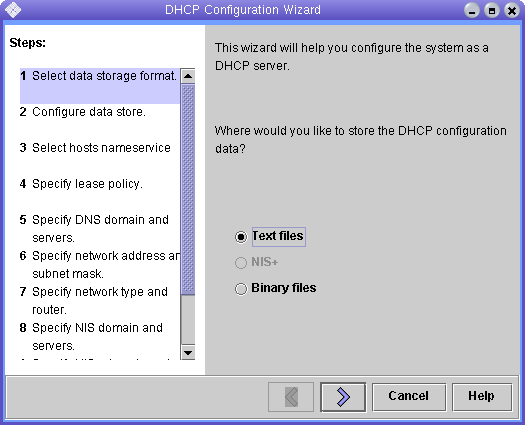 DHCP Configuration Wizard
Steps:
1 Select data storage format.
2 Configure data store.
3 Select hosts nameservice
4 Specify lease policy.
5 Specify DNS domain and
servers.
6 Specify network address an
subnet mask.
7 Specify network type and
router.
8 Specify NIS domain and
servers.
This wizard will help you configure the system as a
DHCP server.
Where would you like to store the DHCP configuration
data?
Text files
NIS+
Binary files
Cancel
Help